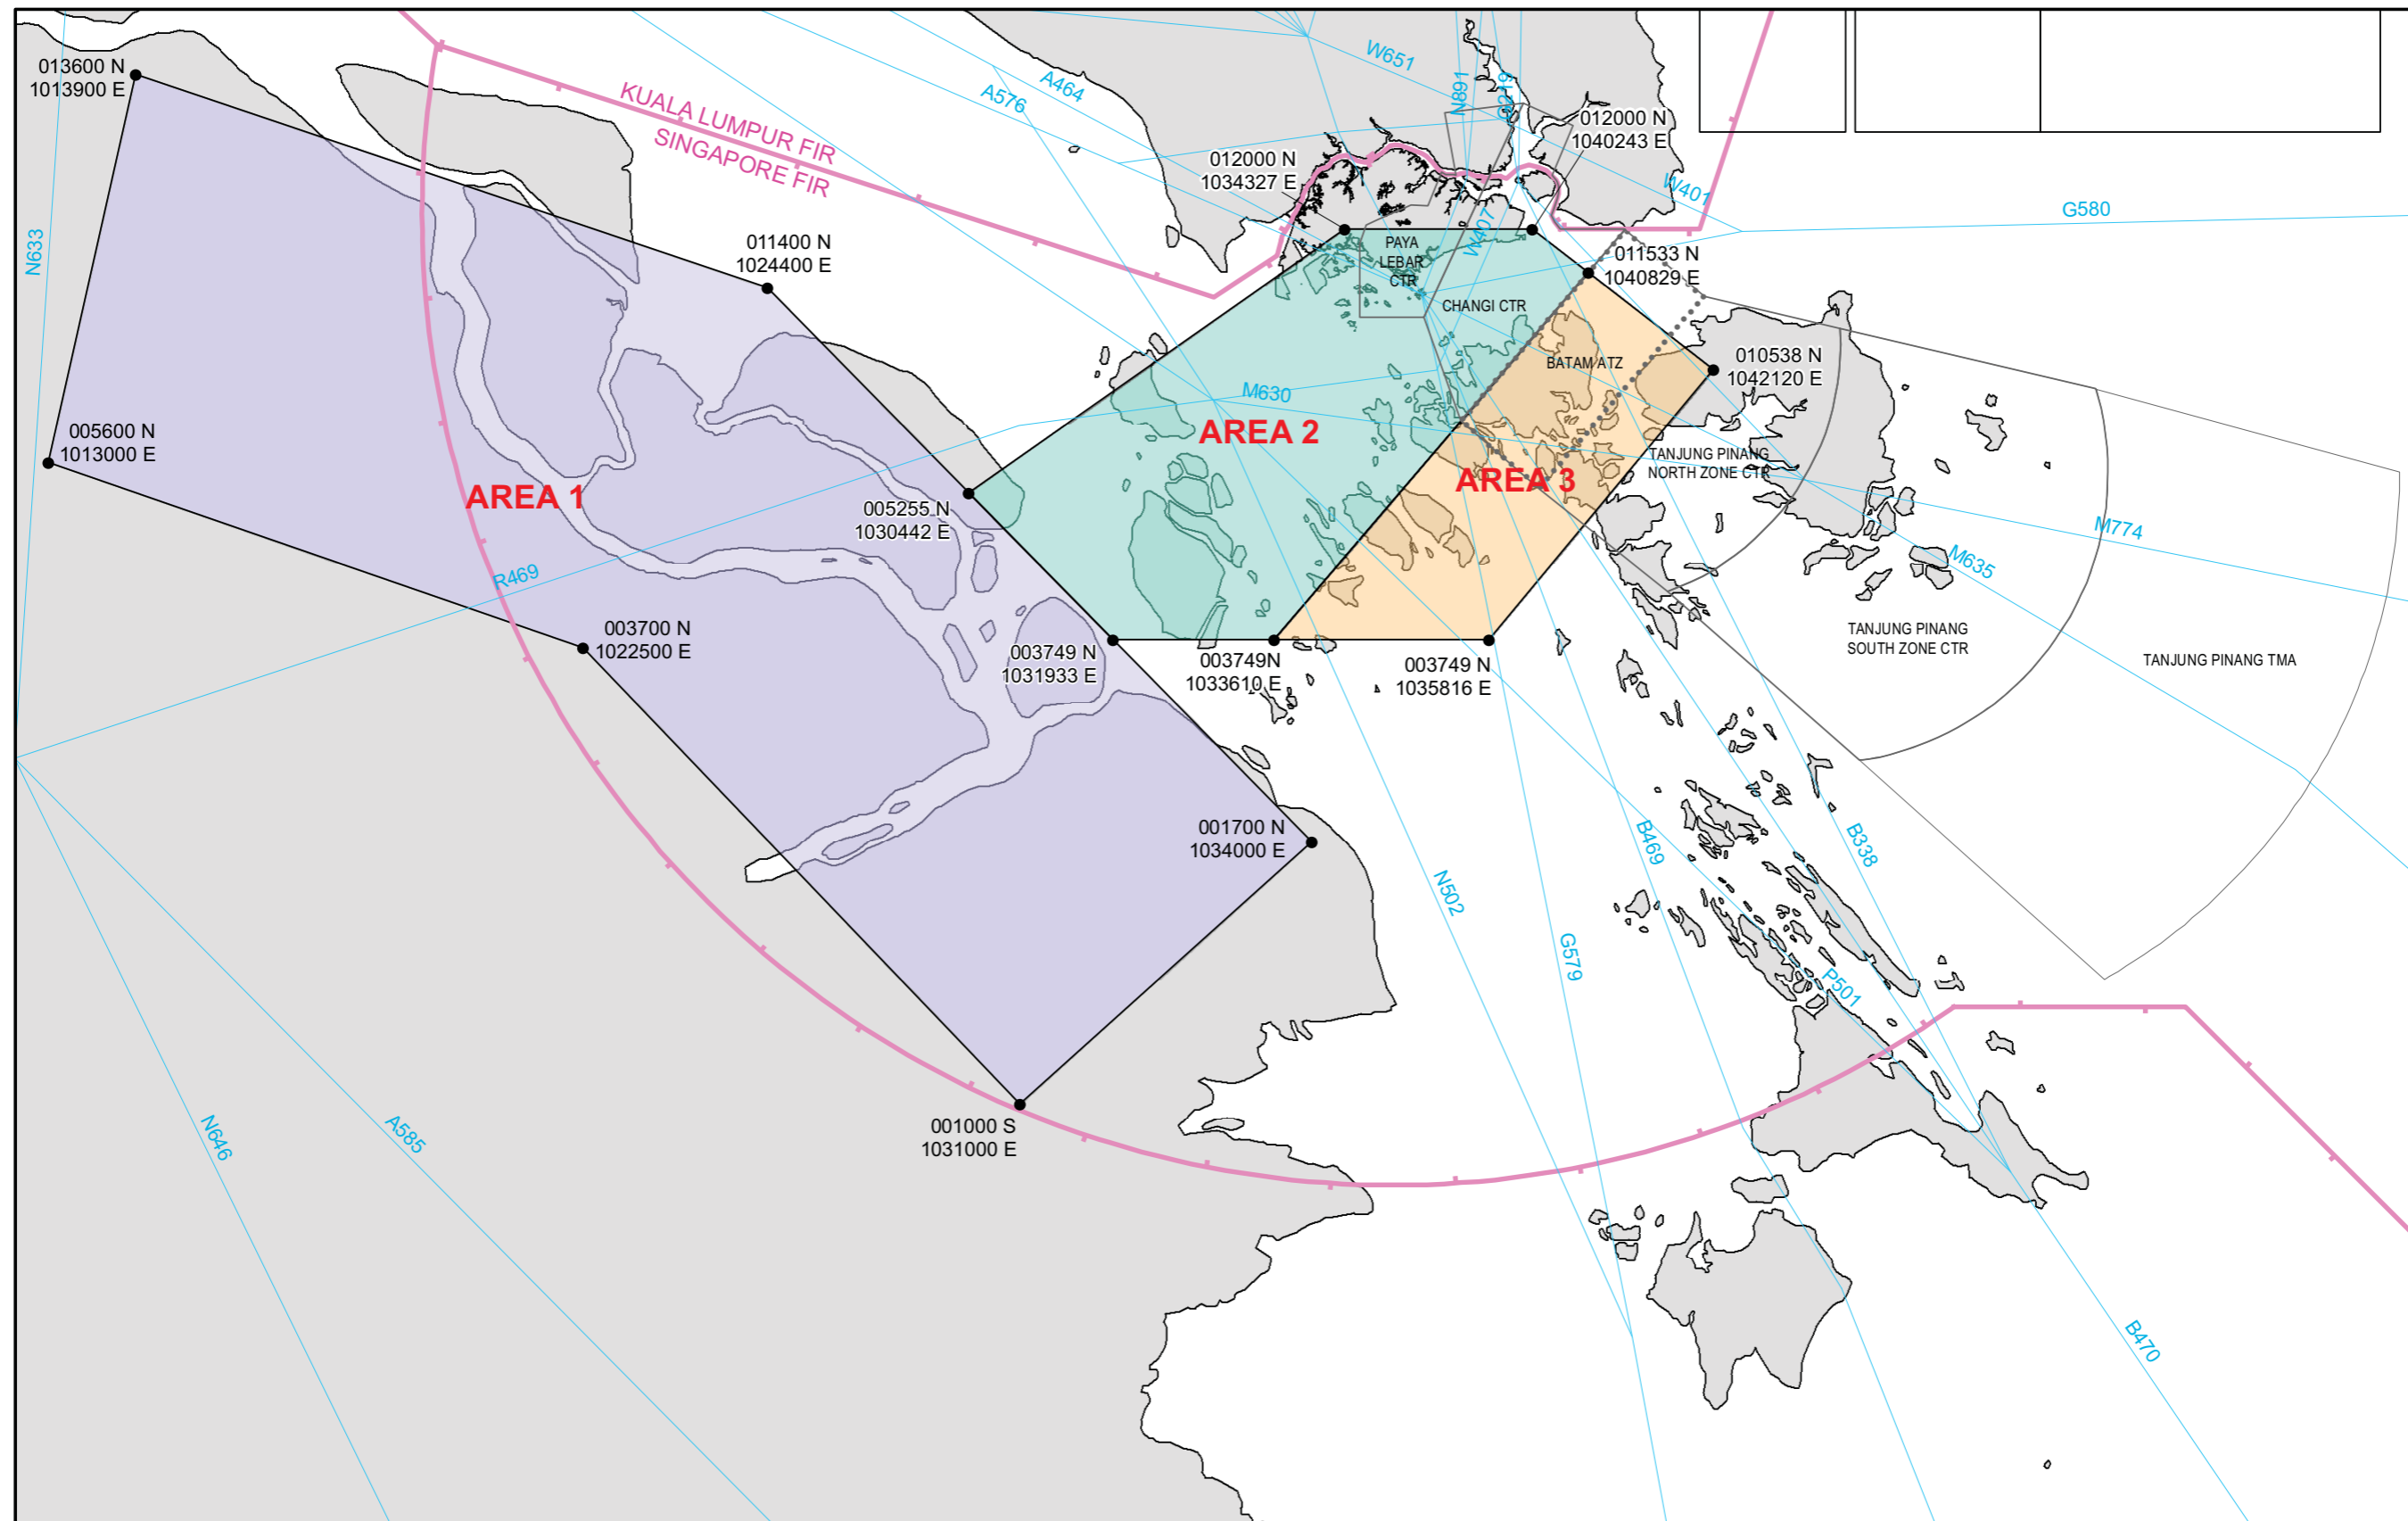 013600 N
1013900 E
KUALA LUMPUR FIR
SINGAPORE FIR
A576
A464
W651
N891
G219
012000 N
1040243 E
012000 N
1034327 E
W401
G580
N633
011400 N
1024400 E
PAYA
LEBAR
CTR
W407
CHANGI CTR
011533 N
1040829 E
BATAM ATZ
010538 N
1042120 E
M630
AREA 2
005600 N
1013000 E
AREA 1
005255 N
1030442 E
AREA 3
TANJUNG PINANG
NORTH ZONE CTR
M774
M635
R469
003700 N
1022500 E
003749 N
1031933 E
003749N
1033610 E
003749 N
1035816 E
TANJUNG PINANG
SOUTH ZONE CTR
TANJUNG PINANG TMA
001700 N
1034000 E
B469
B338
N502
G579
P501
001000 S
1031000 E
N646
A585
B470